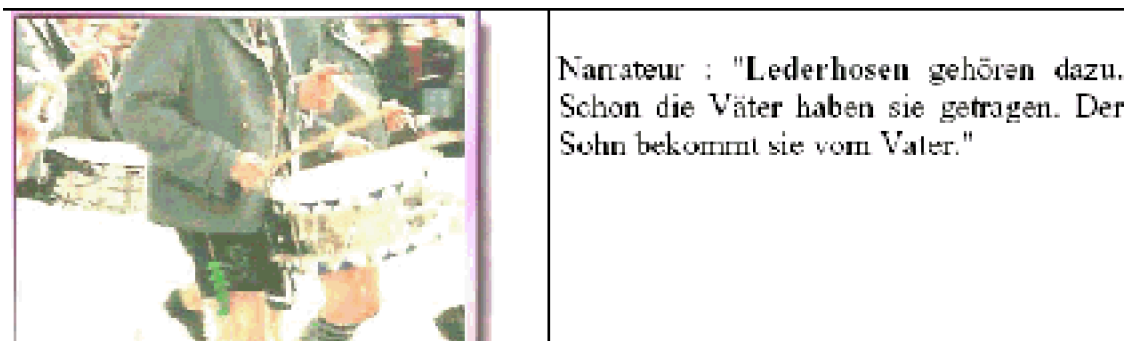 Narrateur : "Lederhosen gehören dazu.
Schon die Väter haben sie getragen. Der
Sohn bekommt sie vom Vater."